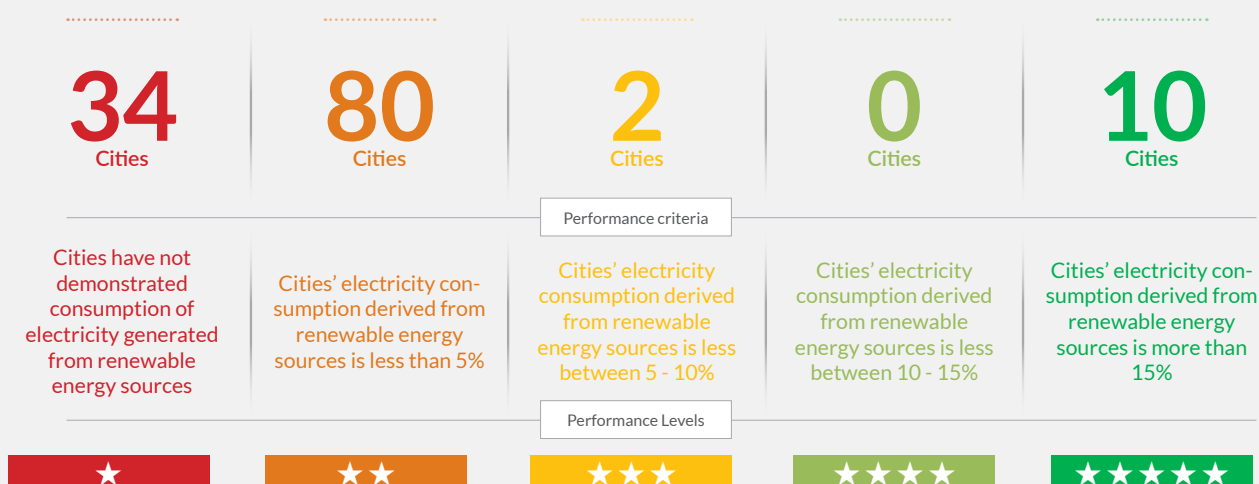 34
Cities
80
Cities
2
Cities
0
Cities
10
Cities
Performance criteria
Cities have not
demonstrated
consumption of
electricity generated
from renewable
energy sources
Cities' electricity con-
sumption derived from
renewable energy
sources is less than 5%
Cities' electricity
consumption derived
from renewable
energy sources is less
between 5 - 10%
Cities' electricity
consumption derived
from renewable
energy sources is less
between 10 - 15%
Cities' electricity con-
sumption derived from
renewable energy
sources is more than
15%
Performance Levels